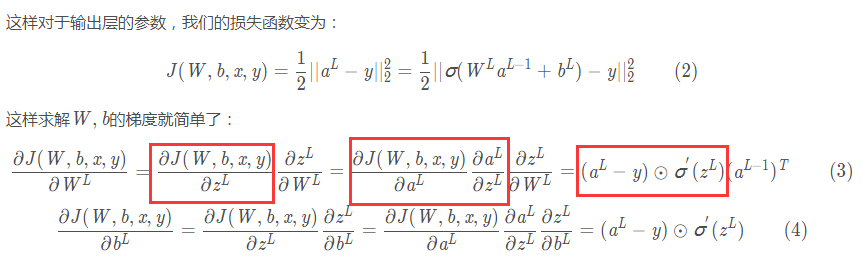 这样对于输出层的参数，我们的损失函数变为：
J(W, b, x, y) = \frac{1}{2}||a^L - y||_2^2 = \frac{1}{2}||σ(W^L a^{L-1} + b^L) - y||_2^2 (2)
这样求解 W, b的梯度就简单了：
\frac{∂J(W, b, x, y)}{∂W^L} = \frac{∂J(W, b, x, y)}{∂z^L} \frac{∂z^L}{∂W^L} = \frac{∂J(W, b, x, y)}{∂a^L} \frac{∂a^L}{∂z^L} \frac{∂z^L}{∂W^L} = (a^L - y) ⊙ σ^'(z^L)(a^{L-1})^T (3)
\frac{∂J(W, b, x, y)}{∂b^L} = \frac{∂J(W, b, x, y)}{∂z^L} \frac{∂z^L}{∂b^L} = \frac{∂J(W, b, x, y)}{∂a^L} \frac{∂a^L}{∂z^L} \frac{∂z^L}{∂b^L} = (a^L - y) ⊙ σ^'(z^L) (4)